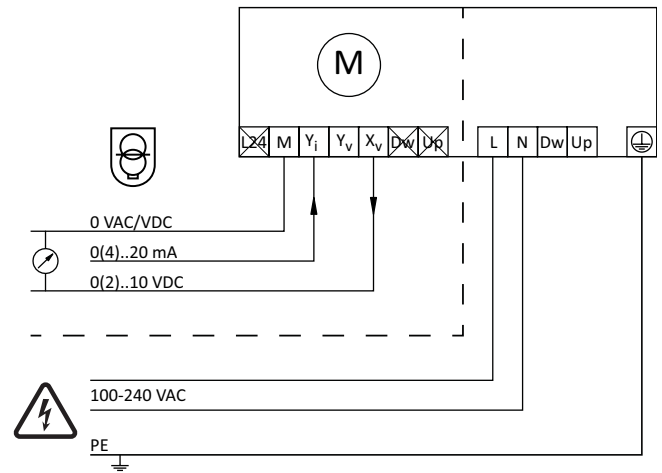 M
L24 M Yi Yv Xv Dw Up L N Dw Up
0 VAC/VDC
0(4)..20 mA
0(2)..10 VDC
100-240 VAC
PE